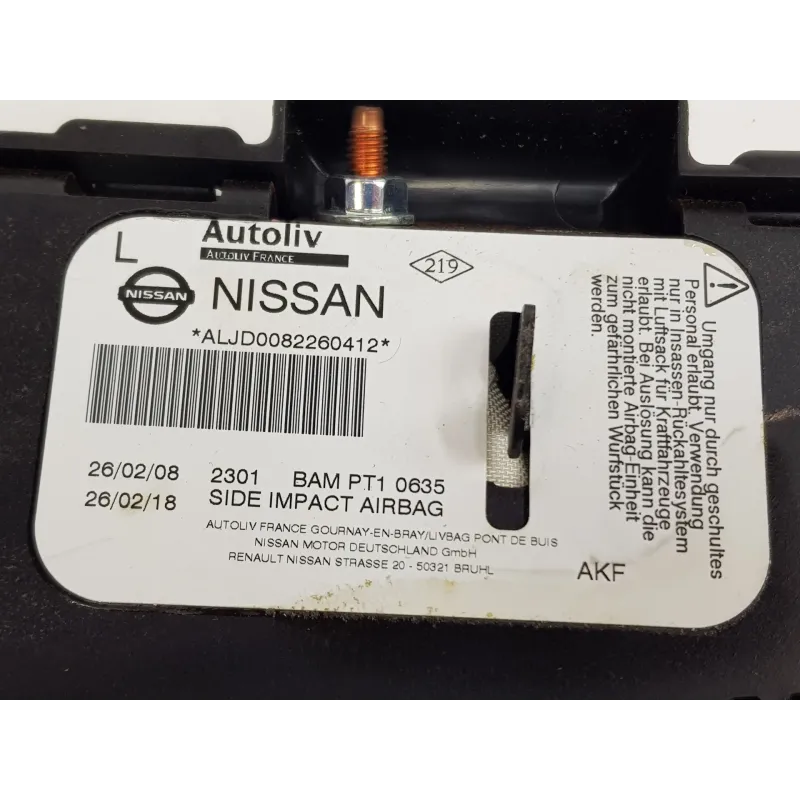 L
Autoliv
AUTOLIV FRANCE
219
NISSAN
NISSAN
*ALJD0082260412*
26/02/08 2301 BAM PT1 0635
26/02/18 SIDE IMPACT AIRBAG
AUTOLIV FRANCE GOURNAY-EN-BRAY/LIVBAG PONT DE BUIS
NISSAN MOTOR DEUTSCHLAND GmbH
RENAULT NISSAN STRASSE 20 - 50321 BRUHL
AKF
Umgang nur durch geschultes
Personal erlaubt. Verwendung
nur in Insassen-Rückahltesystem
mit Luftsack für Kraftfahrzeuge
erlaubt. Bei Auslösung kann die
nicht montierte Airbag-Einheit
zum gefährlichen Wurfstück
werden.